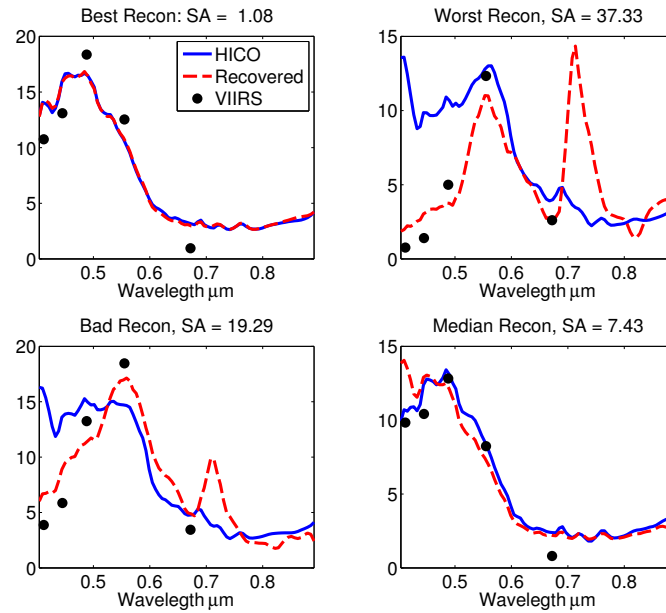 Best Recon: SA = 1.08
20
15
10
5
0
0.5 0.6 0.7 0.8
Wavelegth μm
HICO
Recovered
VIIRS
Worst Recon, SA = 37.33
15
10
5
0
0.5 0.6 0.7 0.8
Wavelegth μm
Bad Recon, SA = 19.29
20
15
10
5
0
0.5 0.6 0.7 0.8
Wavelegth μm
Median Recon, SA = 7.43
15
10
5
0
0.5 0.6 0.7 0.8
Wavelegth μm